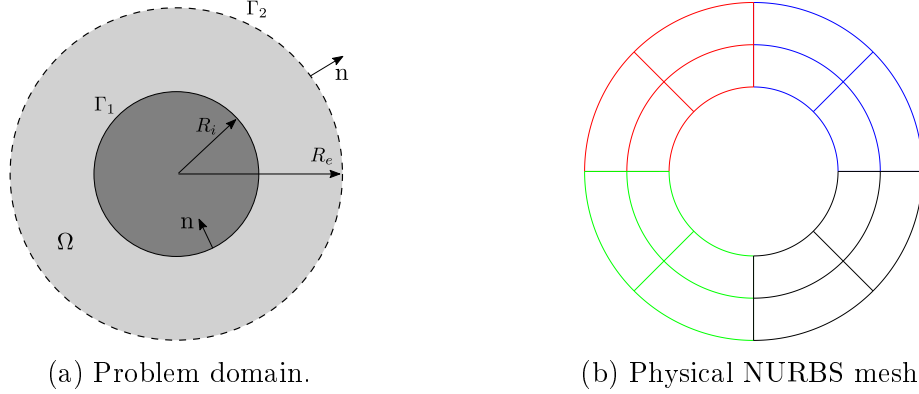 Γ₂
n
Γ₁
Rᵢ
Rₑ
n
Ω
(a) Problem domain.
(b) Physical NURBS mesh